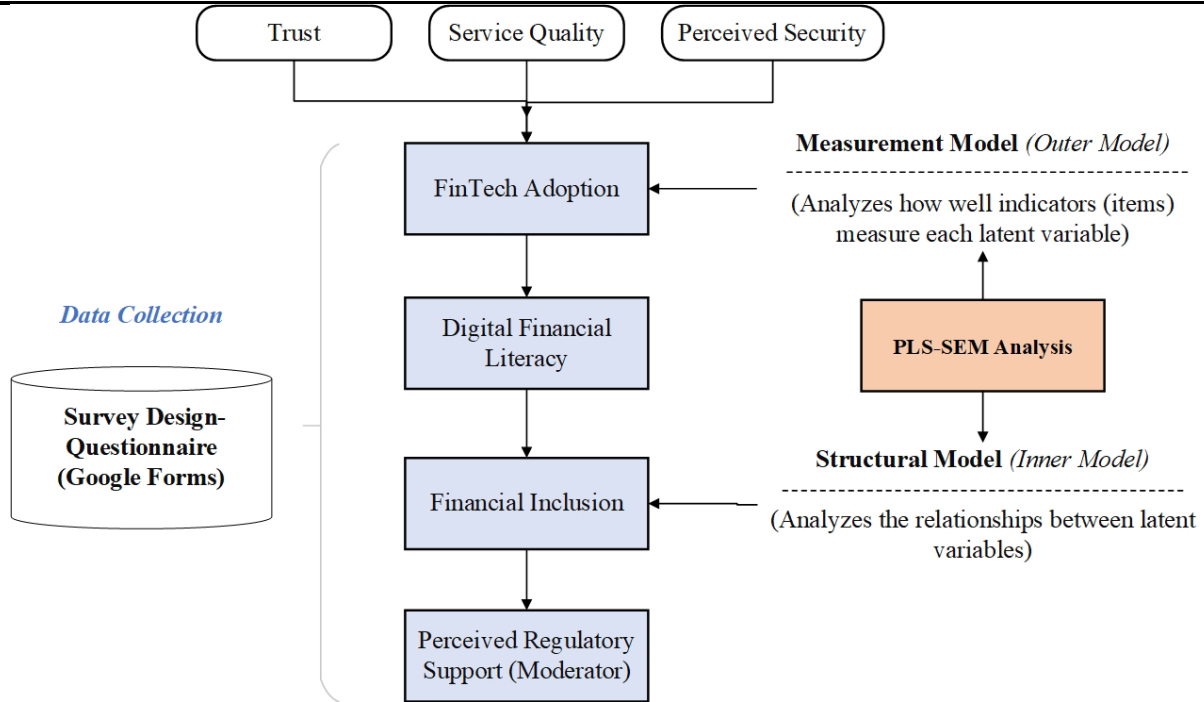 Trust
Service Quality
Perceived Security
FinTech Adoption
Measurement Model (Outer Model)
(Analyzes how well indicators (items)
measure each latent variable)
Data Collection
Survey Design-
Questionnaire
(Google Forms)
Digital Financial
Literacy
PLS-SEM Analysis
Financial Inclusion
Structural Model (Inner Model)
(Analyzes the relationships between latent
variables)
Perceived Regulatory
Support (Moderator)